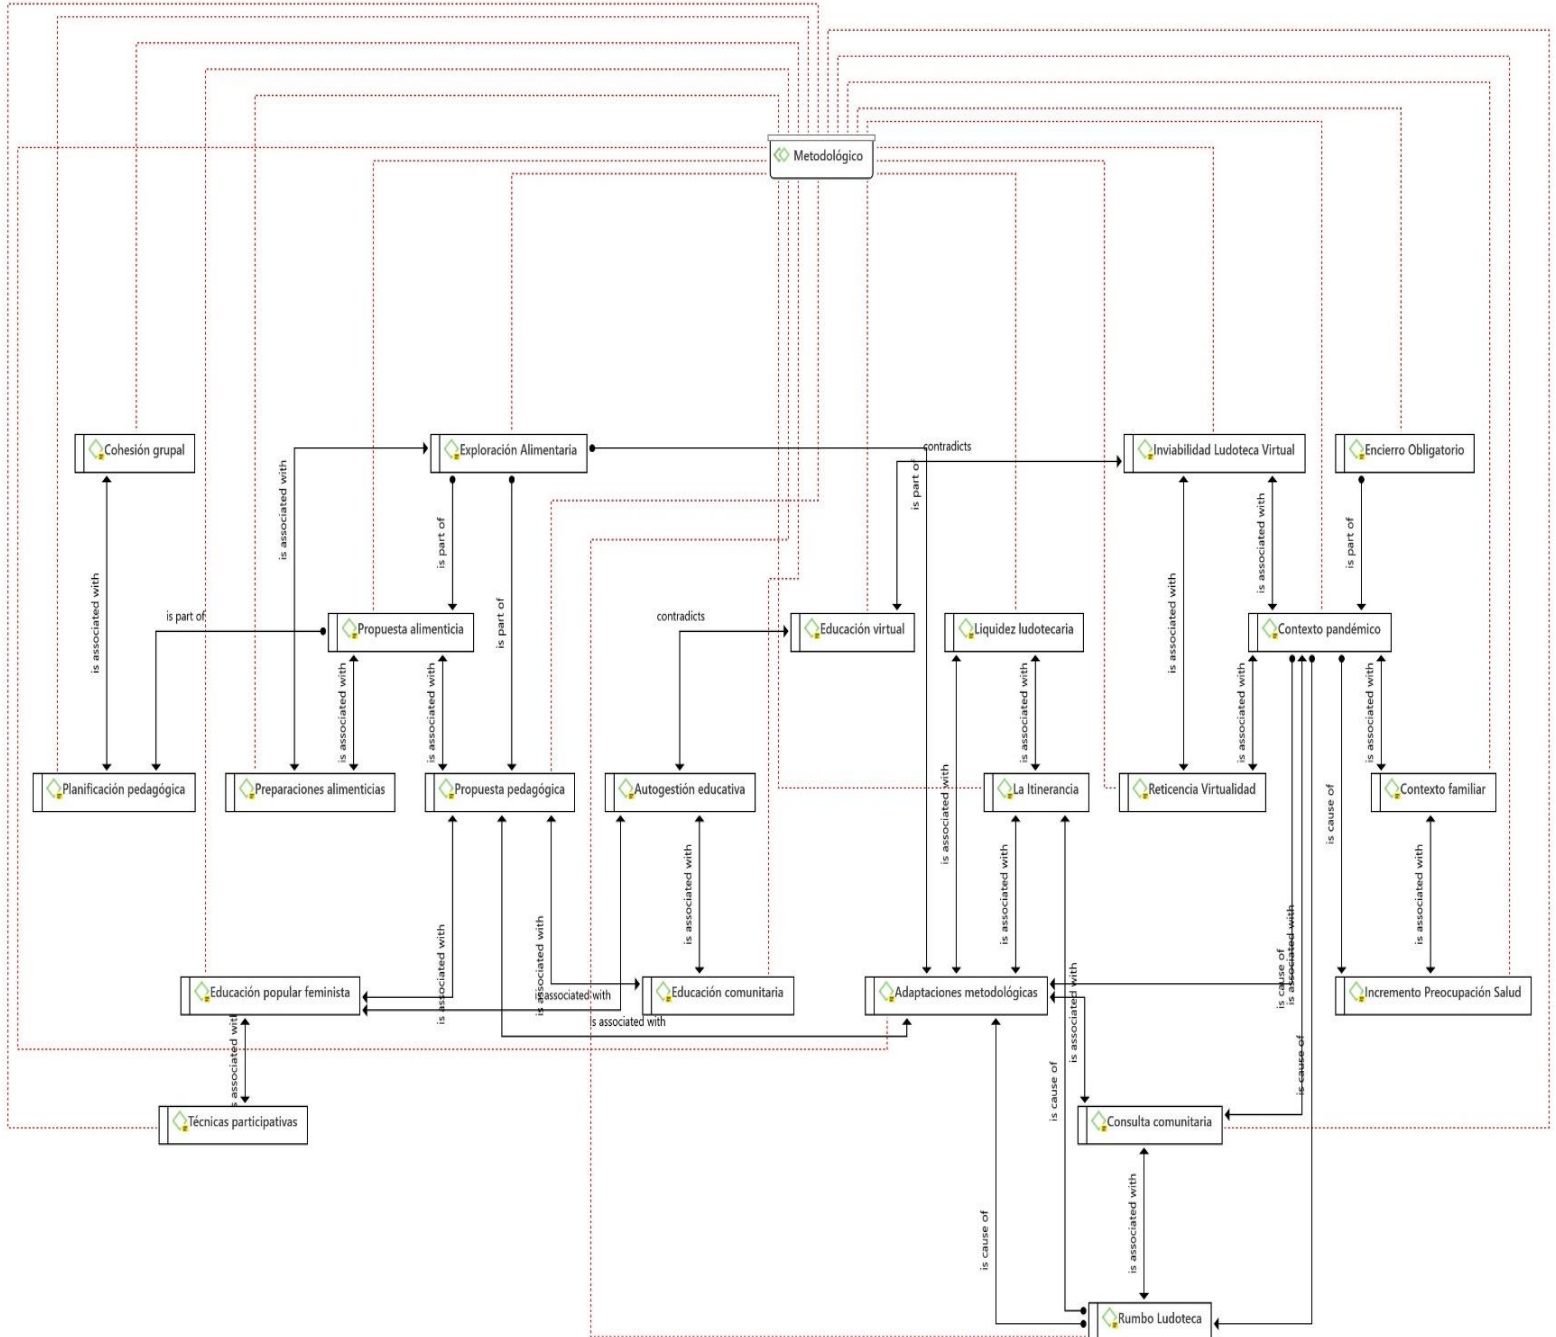 Metodológico
Cohesión grupal
Exploración Alimentaria
contradicts
Inviabilidad Ludoteca Virtual
Encierro Obligatorio
is associated with
is part of
is associated with
is part of
is part of
is associated with
is part of
contradicts
is associated with
Propuesta alimenticia
Educación virtual
Liquidez ludotecaria
Contexto pandémico
is part of
is associated with
is associated with
is associated with
is associated with
is associated with
Planificación pedagógica
Preparaciones alimenticias
Propuesta pedagógica
Autogestión educativa
La Itinerancia
Reticencia Virtualidad
Contexto familiar
is associated with
is cause of
is associated with
is associated with
is associated with
is associated with
is associated with
is associated with
is cause of
is associated with
Educación popular feminista
is associated with
Educación comunitaria
Adaptaciones metodológicas
Incremento Preocupación Salud
is associated with
is associated with
is associated with
is cause of
is cause of
Técnicas participativas
Consulta comunitaria
is associated with
is cause of
Rumbo Ludoteca